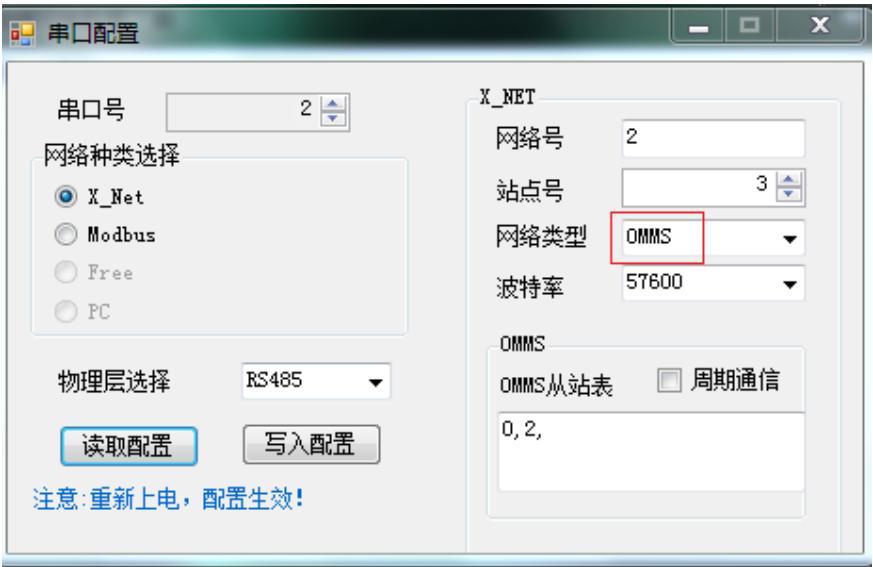 串口配置
串口号 2
网络种类选择
X_Net
Modbus
Free
PC
物理层选择 RS485
读取配置 写入配置
注意:重新上电，配置生效!
X_NET
网络号 2
站点号 3
网络类型 OMMS
波特率 57600
OMMS
OMMS从站表 周期通信
0,2,